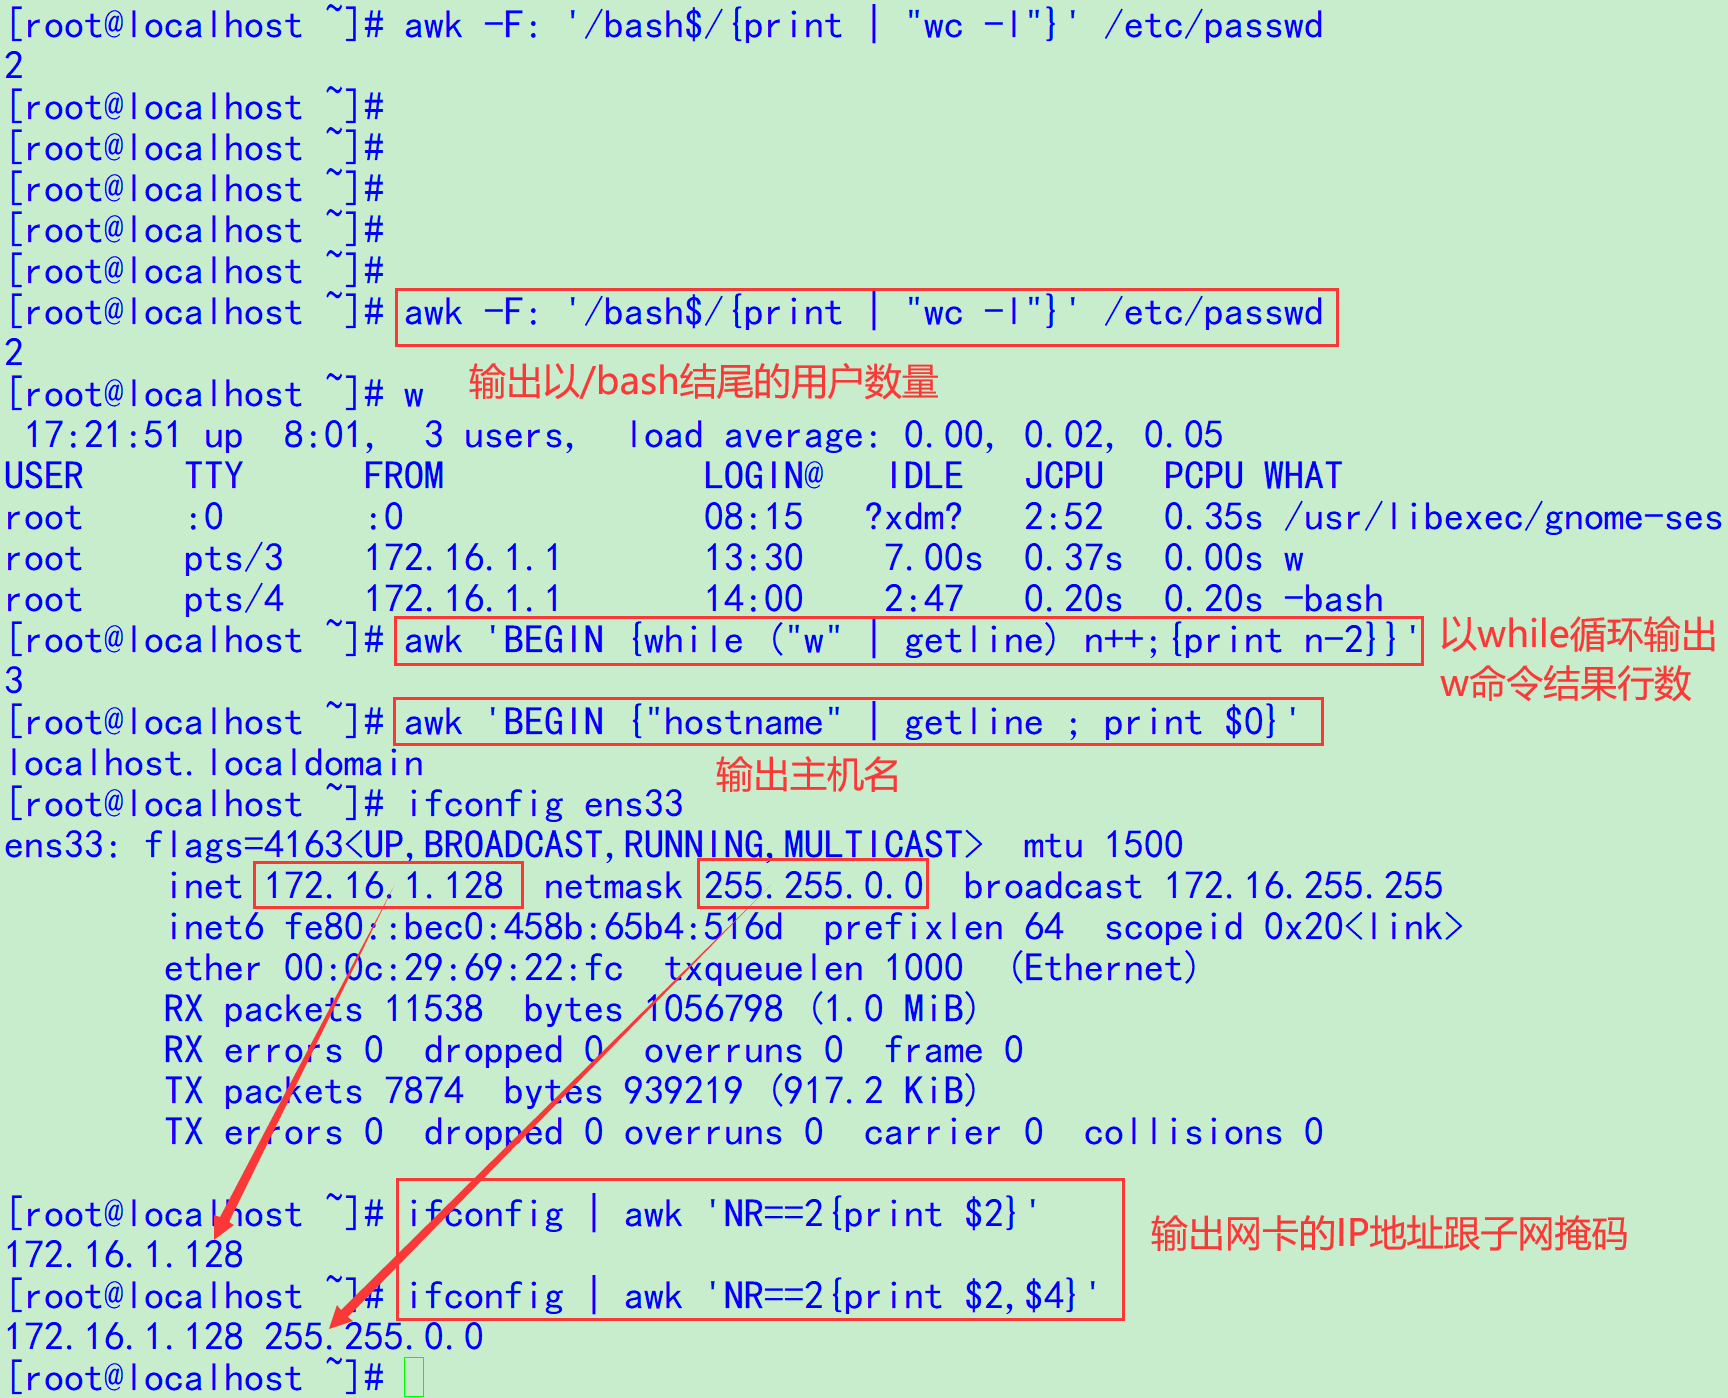 [root@localhost ~]# awk -F: '/bash$/{print | "wc -l"}' /etc/passwd
2
[root@localhost ~]#
[root@localhost ~]#
[root@localhost ~]#
[root@localhost ~]#
[root@localhost ~]#
[root@localhost ~]# awk -F: '/bash$/{print | "wc -l"}' /etc/passwd
2
输出以/bash结尾的用户数量
[root@localhost ~]# w
 17:21:51 up  8:01,  3 users,  load average: 0.00, 0.02, 0.05
USER     TTY      FROM             LOGIN@   IDLE   JCPU   PCPU WHAT
root     :0       :0               08:15   ?xdm?   2:52   0.35s /usr/libexec/gnome-ses
root     pts/3    172.16.1.1       13:30    7.00s  0.37s  0.00s w
root     pts/4    172.16.1.1       14:00    2:47   0.20s  0.20s -bash
[root@localhost ~]# awk 'BEGIN {while ("w" | getline) n++;{print n-2}}'
以while循环输出
w命令结果行数
3
[root@localhost ~]# awk 'BEGIN {"hostname" | getline ; print $0}'
localhost.localdomain
输出主机名
[root@localhost ~]# ifconfig ens33
ens33: flags=4163<UP,BROADCAST,RUNNING,MULTICAST>  mtu 1500
        inet 172.16.1.128  netmask 255.255.0.0  broadcast 172.16.255.255
        inet6 fe80::bec0:458b:65b4:516d  prefixlen 64  scopeid 0x20<link>
        ether 00:0c:29:69:22:fc  txqueuelen 1000  (Ethernet)
        RX packets 11538  bytes 1056798 (1.0 MiB)
        RX errors 0  dropped 0  overruns 0  frame 0
        TX packets 7874  bytes 939219 (917.2 KiB)
        TX errors 0  dropped 0 overruns 0  carrier 0  collisions 0
[root@localhost ~]# ifconfig | awk 'NR==2{print $2}'
输出网卡的IP地址跟子网掩码
172.16.1.128
[root@localhost ~]# ifconfig | awk 'NR==2{print $2,$4}'
172.16.1.128 255.255.0.0
[root@localhost ~]#